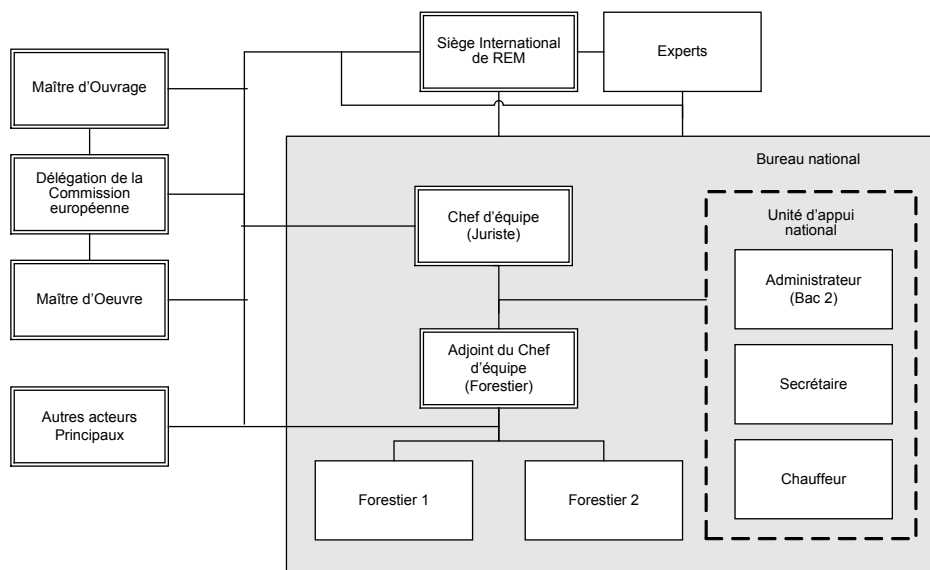 Siège International
de REM
Experts
Maître d'Ouvrage
Bureau national
Délégation de la
Commission
européenne
Chef d'équipe
(Juriste)
Unité d'appui
national
Maître d'Oeuvre
Administrateur
(Bac 2)
Adjoint du Chef
d'équipe
(Forestier)
Secrétaire
Autres acteurs
Principaux
Forestier 1
Forestier 2
Chauffeur